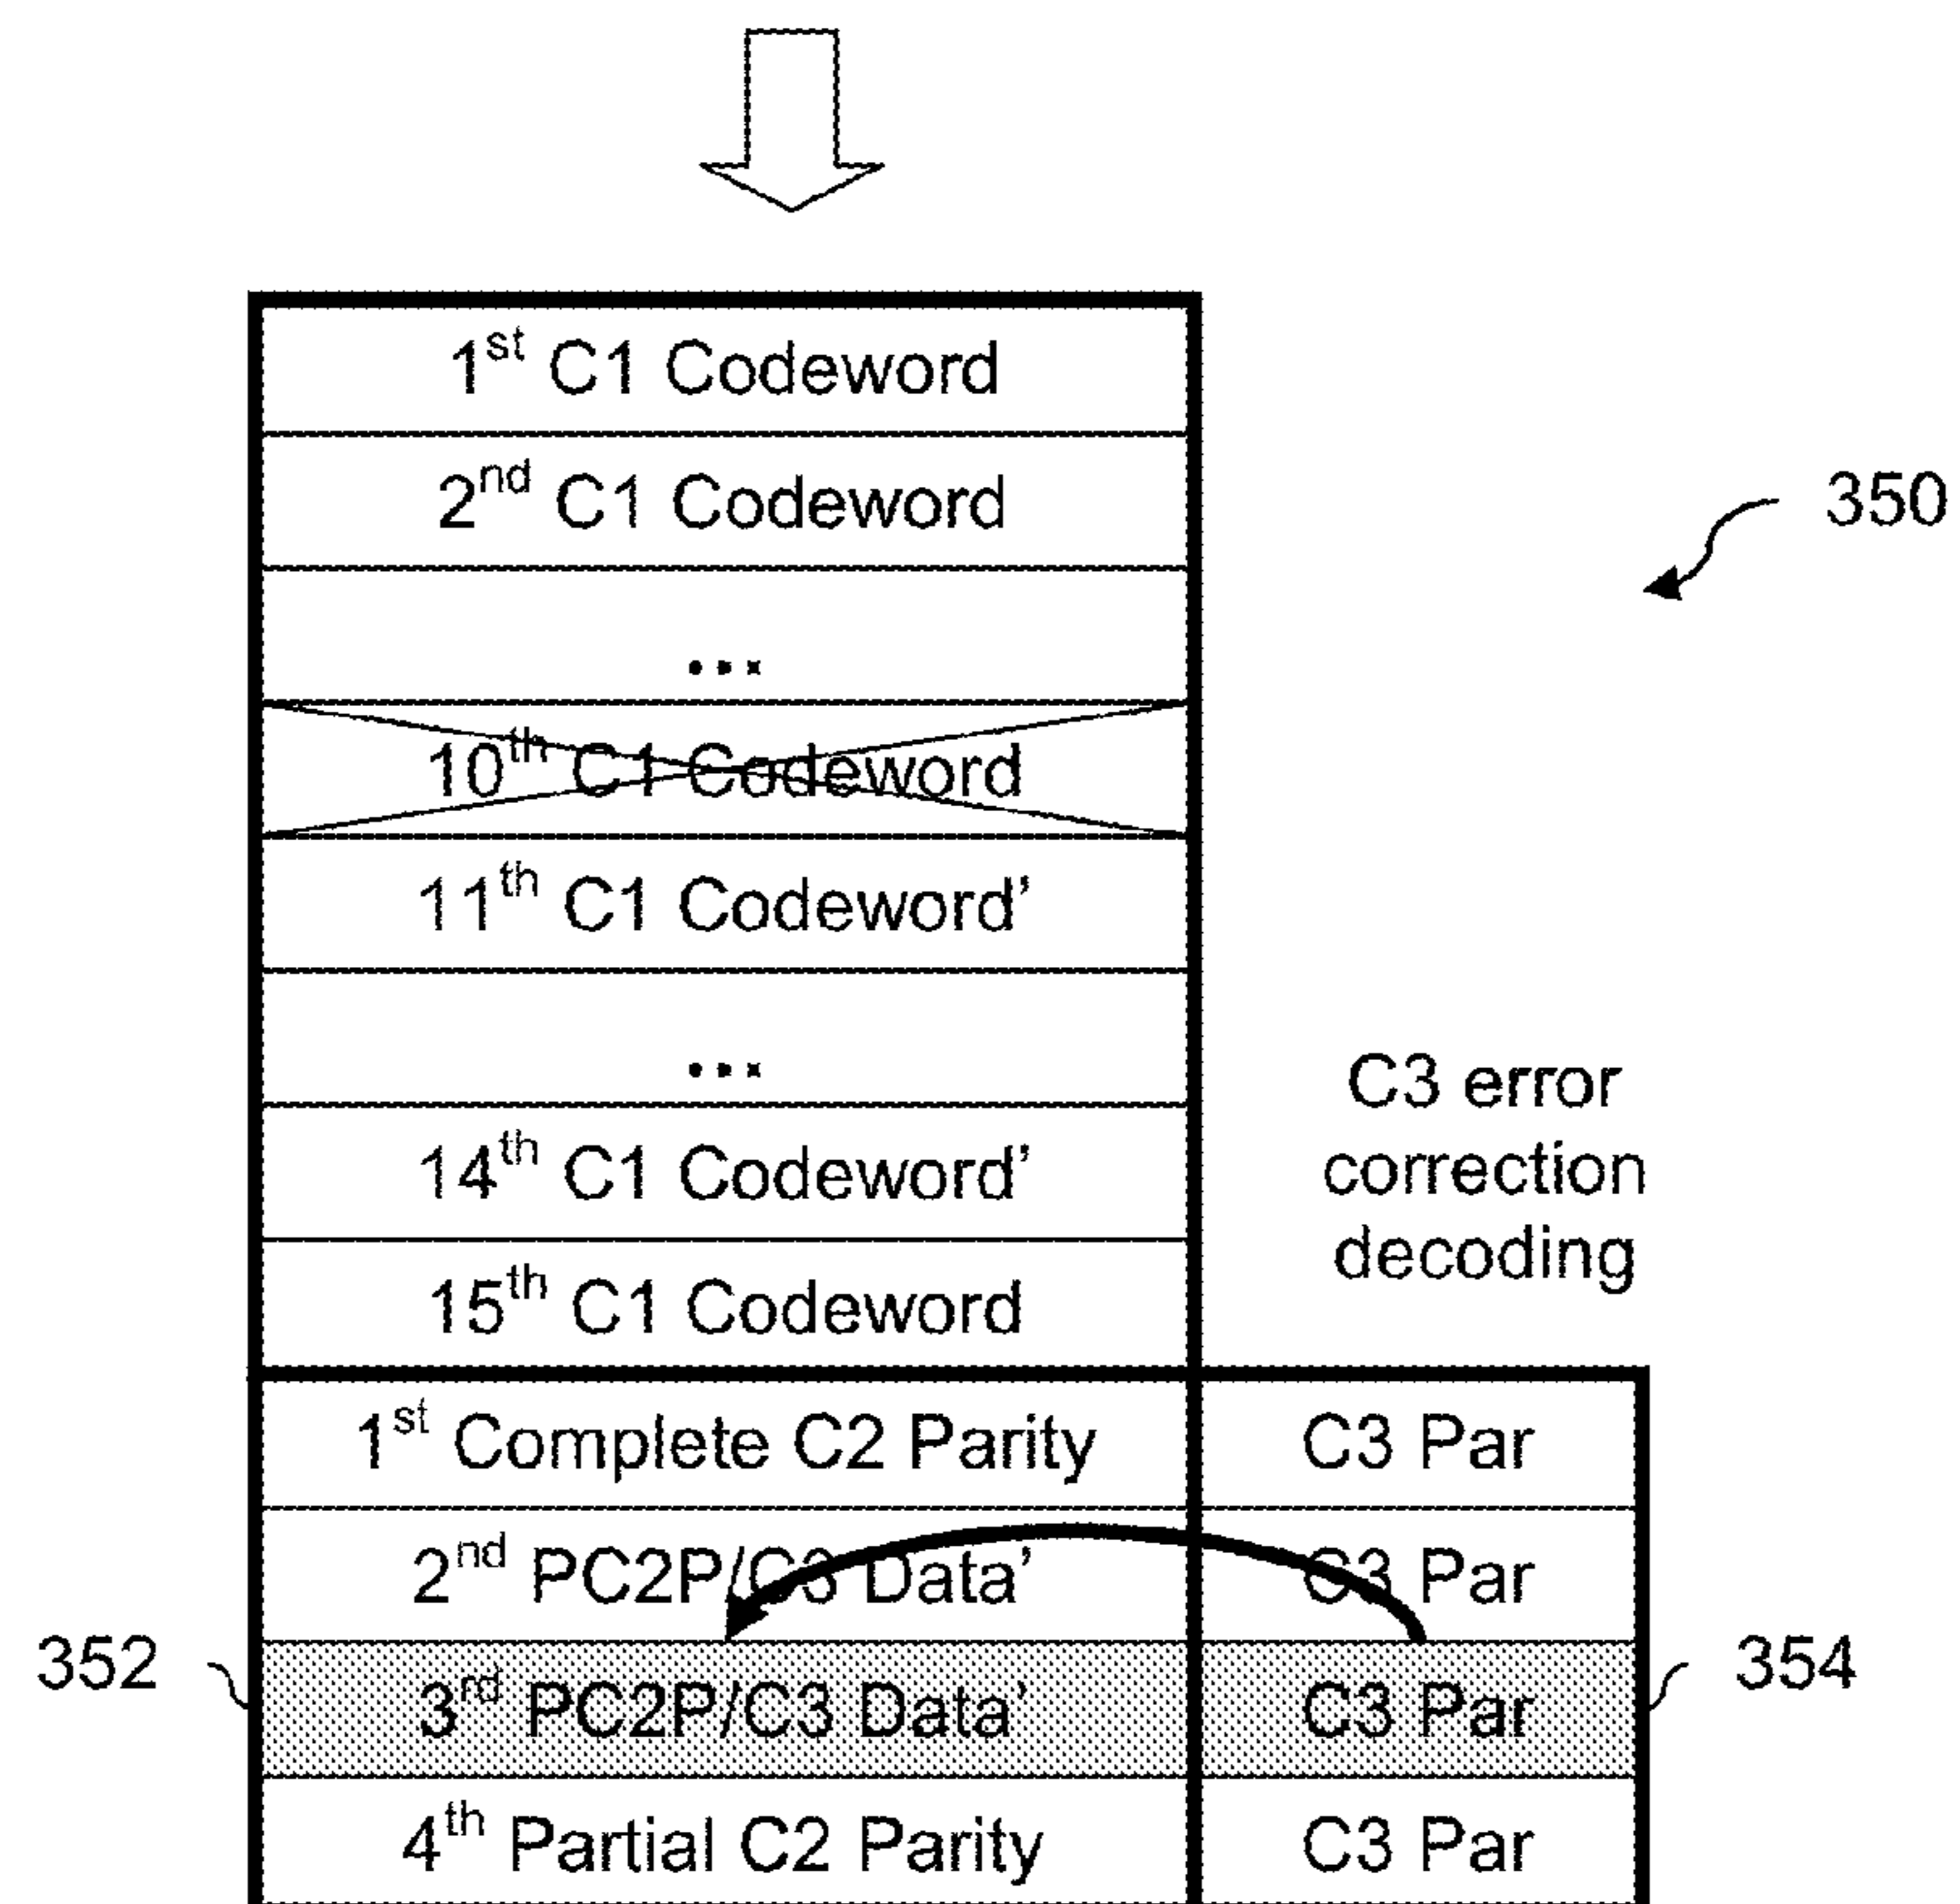 1st C1 Codeword
2nd C1 Codeword
350
...
10th C1 Codeword
11th C1 Codeword'
...
C3 error
correction
decoding
14th C1 Codeword'
15th C1 Codeword
1st Complete C2 Parity C3 Par
2nd PC2P/C3 Data' C3 Par
352 3rd PC2P/C3 Data' C3 Par 354
4th Partial C2 Parity C3 Par